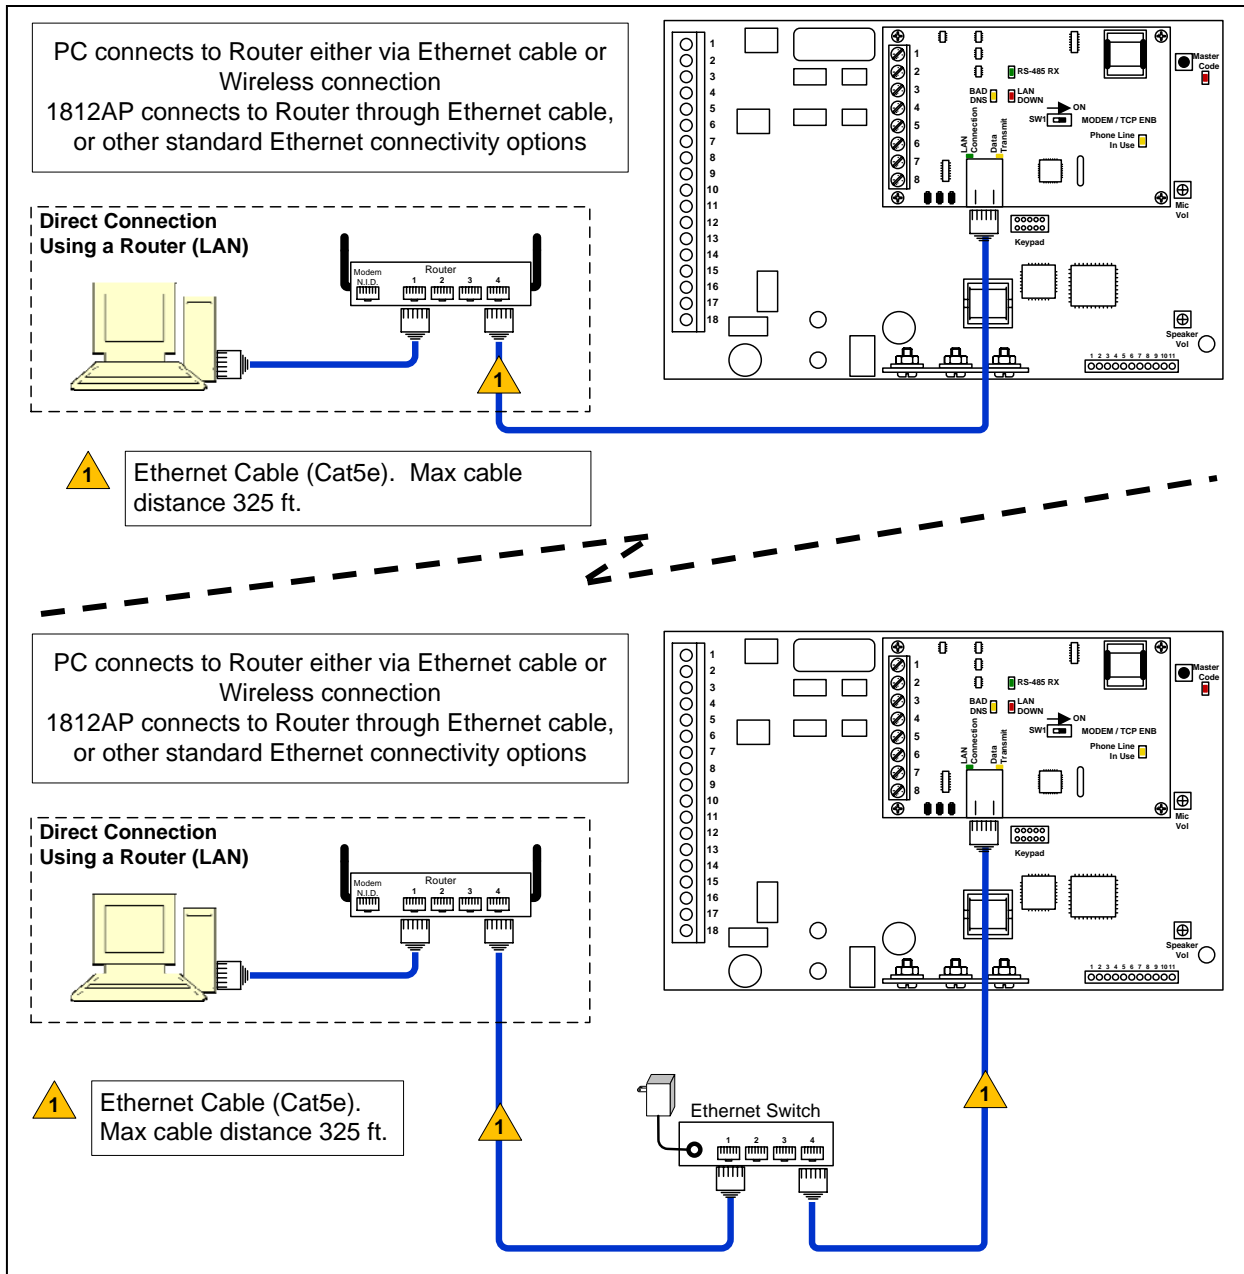 PC connects to Router either via Ethernet cable or
Wireless connection
1812AP connects to Router through Ethernet cable,
or other standard Ethernet connectivity options
Direct Connection
Using a Router (LAN)
Modem
N.I.D.
Router
1 2 3 4
1
1
Ethernet Cable (Cat5e). Max cable
distance 325 ft.
1
2
3
4
5
6
7
8
9
10
11
12
13
14
15
16
17
18
1
2
3
4
5
6
7
8
RS-485 RX
BAD
DNS
LAN
DOWN
ON
SW1
MODEM / TCP ENB
Phone Line
In Use
LAN
Connection
Data
Transmit
Master
Code
Mic
Vol
Keypad
Speaker
Vol
1 2 3 4 5 6 7 8 9 10 11
PC connects to Router either via Ethernet cable or
Wireless connection
1812AP connects to Router through Ethernet cable,
or other standard Ethernet connectivity options
Direct Connection
Using a Router (LAN)
Modem
N.I.D.
Router
1 2 3 4
1
Ethernet Cable (Cat5e).
Max cable distance 325 ft.
1
Ethernet Switch
1 2 3 4
1
1
2
3
4
5
6
7
8
9
10
11
12
13
14
15
16
17
18
1
2
3
4
5
6
7
8
RS-485 RX
BAD
DNS
LAN
DOWN
ON
SW1
MODEM / TCP ENB
Phone Line
In Use
LAN
Connection
Data
Transmit
Master
Code
Mic
Vol
Keypad
Speaker
Vol
1 2 3 4 5 6 7 8 9 10 11